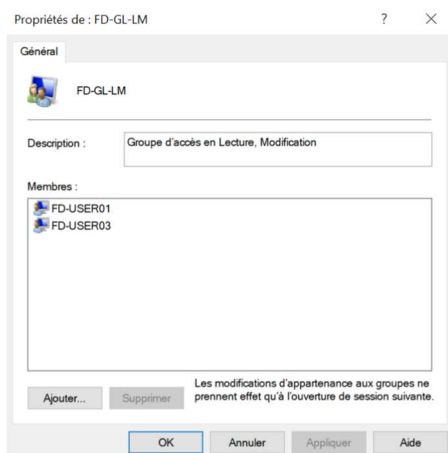 Propriétés de : FD-GL-LM
?
Général
FD-GL-LM
Description :
Groupe d'accès en Lecture, Modification
Membres :
FD-USER01
FD-USER03
Ajouter...
Supprimer
Les modifications d'appartenance aux groupes ne
prennent effet qu'à l'ouverture de session suivante.
OK
Annuler
Appliquer
Aide